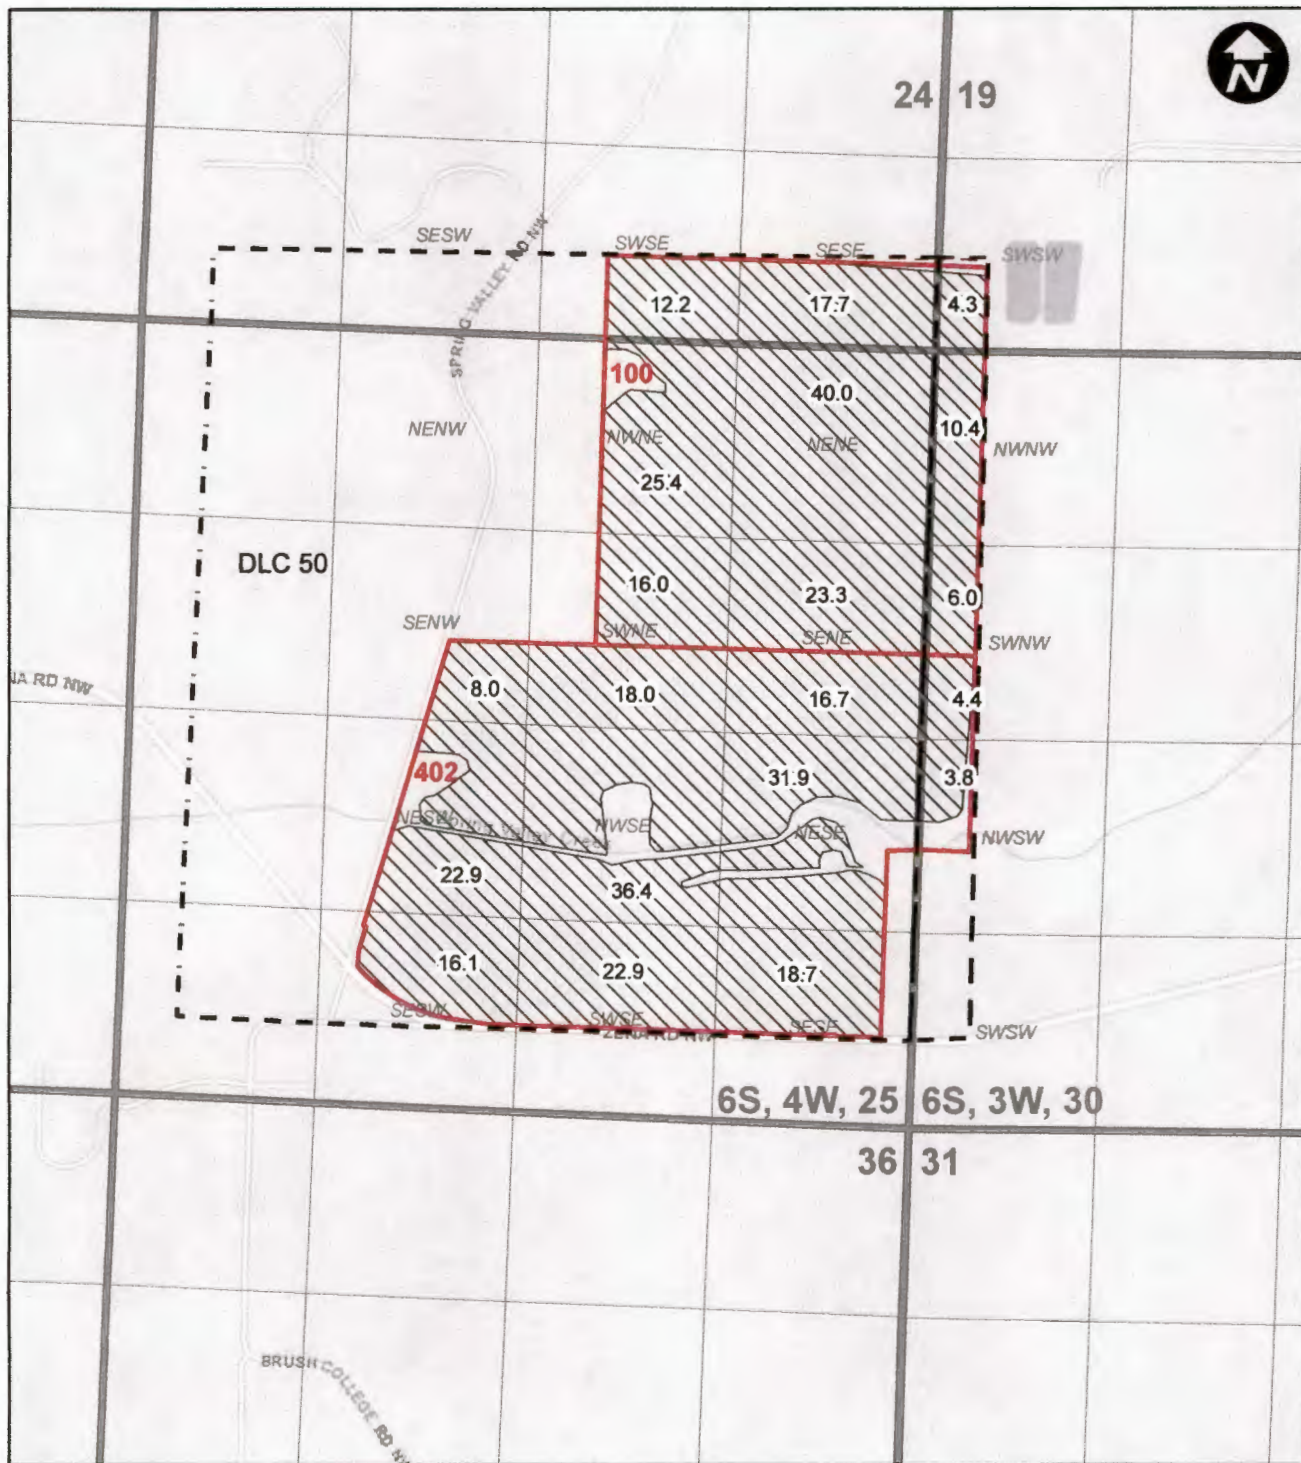 N
24 19
SESW
SWSE
SESE
SWSW
SPRING VALLEY RD NW
12.2
17.7
4.3
100
40.0
10.4
NENW
NWNE
NENE
NWNW
25.4
DLC 50
16.0
23.3
6.0
SENW
SWNE
SENE
SWNW
NA RD NW
8.0
18.0
16.7
4.4
402
31.9
3.8
NESW
Spring Valley Creek
NWSE
NESE
NWSW
22.9
36.4
16.1
22.9
18.7
SESW
SWSE
SESE
SWSW
ZENA RD NW
6S, 4W, 25 6S, 3W, 30
36 31
BRUSH COLLEGE RD NW